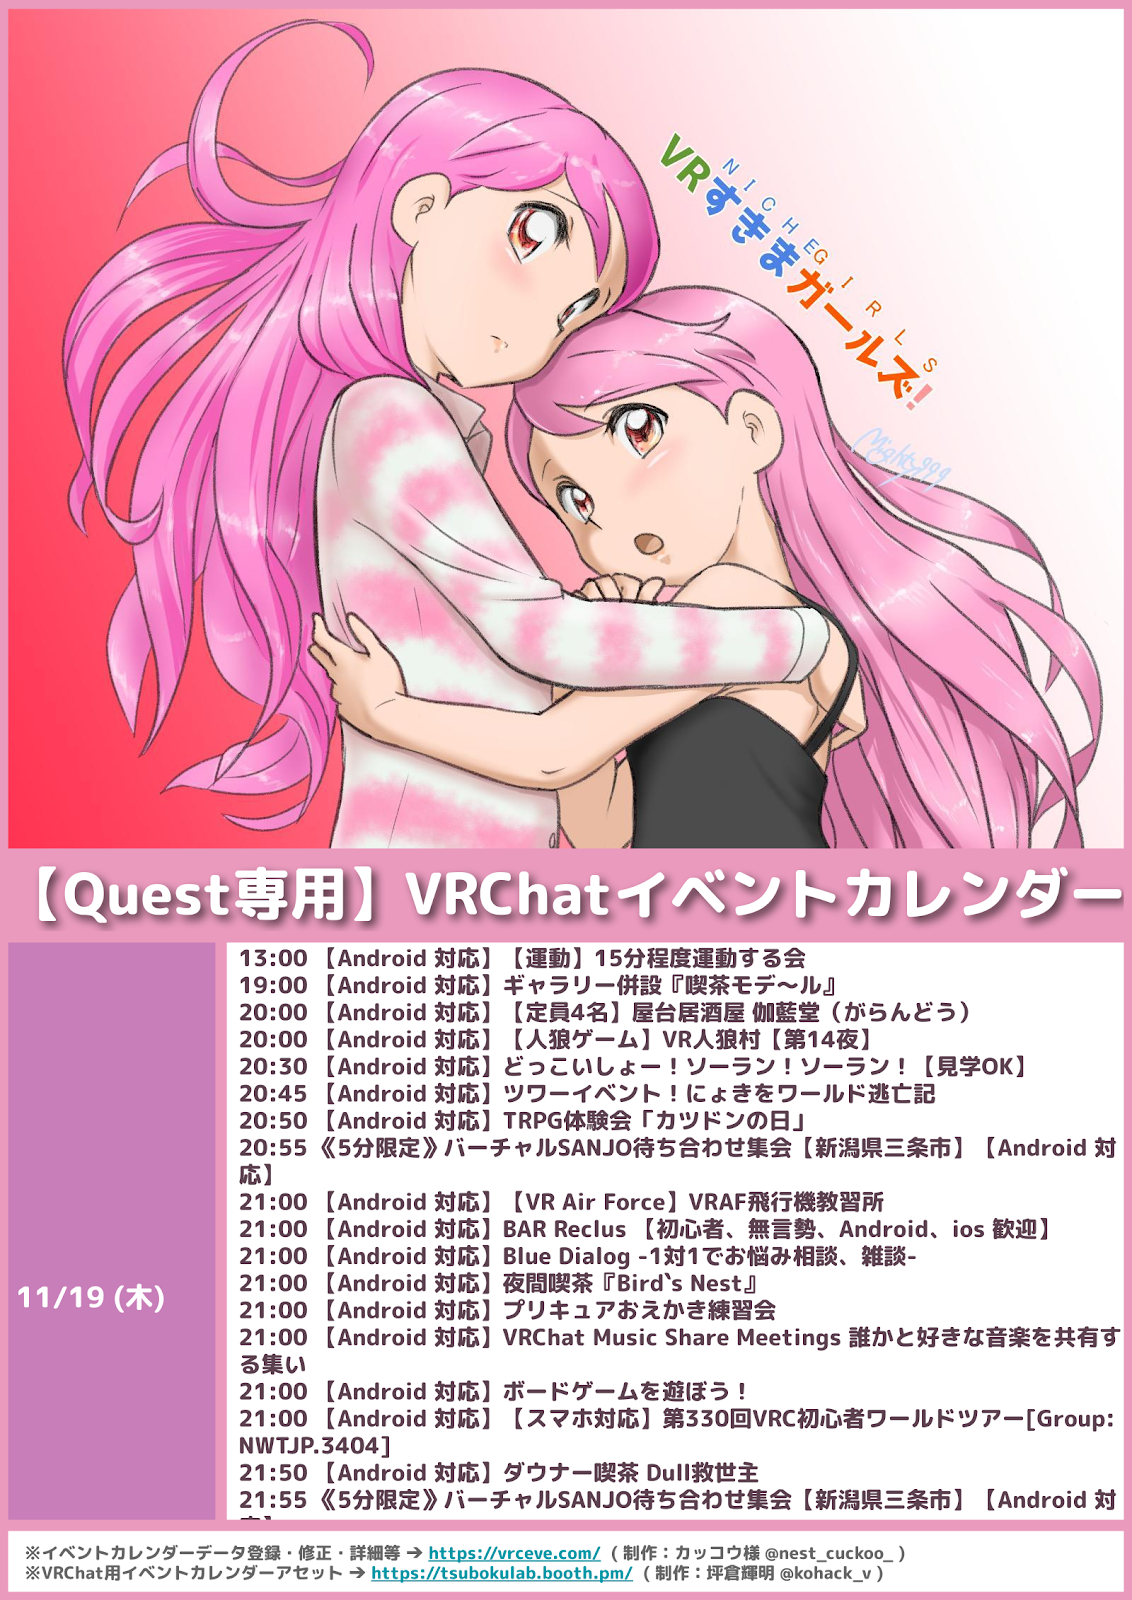 NICHE GIRLS
VRすきまガールズ!
Mighty999
【Quest専用】VRChatイベントカレンダー
11/19 (木)
13:00 【Android 対応】【運動】15分程度運動する会
19:00 【Android 対応】ギャラリー併設『喫茶モデ～ル』
20:00 【Android 対応】【定員4名】屋台居酒屋 伽藍堂（がらんどう）
20:00 【Android 対応】【人狼ゲーム】VR人狼村【第14夜】
20:30 【Android 対応】どっこいしょー！ソーラン！ソーラン！【見学OK】
20:45 【Android 対応】ツワーイベント！にょきをワールド逃亡記
20:50 【Android 対応】TRPG体験会「カツドンの日」
20:55 《5分限定》バーチャルSANJO待ち合わせ集会【新潟県三条市】【Android 対
応】
21:00 【Android 対応】【VR Air Force】VRAF飛行機教習所
21:00 【Android 対応】BAR Reclus 【初心者、無言勢、Android、ios 歓迎】
21:00 【Android 対応】Blue Dialog -1対1でお悩み相談、雑談-
21:00 【Android 対応】夜間喫茶『Bird`s Nest』
21:00 【Android 対応】プリキュアおえかき練習会
21:00 【Android 対応】VRChat Music Share Meetings 誰かと好きな音楽を共有す
る集い
21:00 【Android 対応】ボードゲームを遊ぼう！
21:00 【Android 対応】【スマホ対応】第330回VRC初心者ワールドツアー[Group:
NWTJP.3404]
21:50 【Android 対応】ダウナー喫茶 Dull救世主
21:55 《5分限定》バーチャルSANJO待ち合わせ集会【新潟県三条市】【Android 対
※イベントカレンダーデータ登録・修正・詳細等 → https://vrceve.com/ ( 制作：カッコウ様 @nest_cuckoo_ )
※VRChat用イベントカレンダーアセット → https://tsubokulab.booth.pm/ ( 制作：坪倉輝明 @kohack_v )